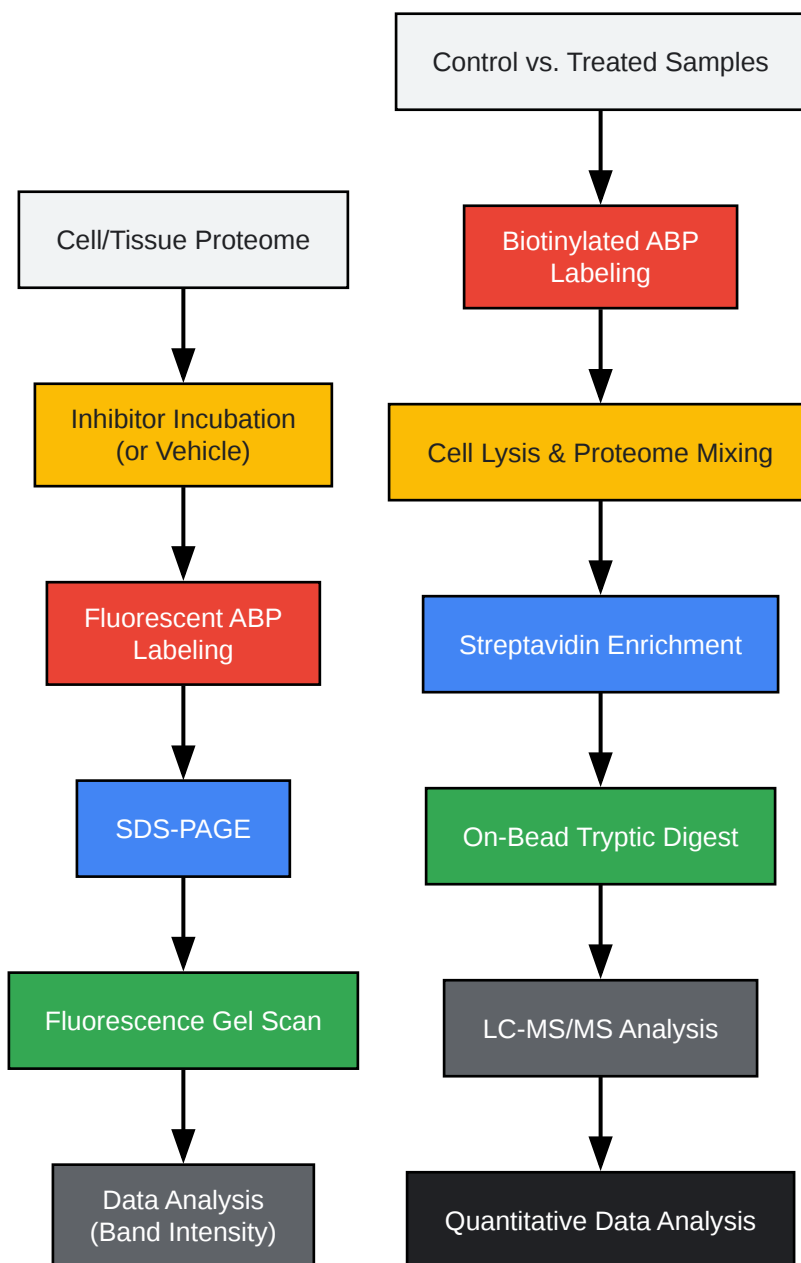 Cell/Tissue Proteome
Inhibitor Incubation
(or Vehicle)
Fluorescent ABP
Labeling
SDS-PAGE
Fluorescence Gel Scan
Data Analysis
(Band Intensity)
Control vs. Treated Samples
Biotinylated ABP
Labeling
Cell Lysis & Proteome Mixing
Streptavidin Enrichment
On-Bead Tryptic Digest
LC-MS/MS Analysis
Quantitative Data Analysis